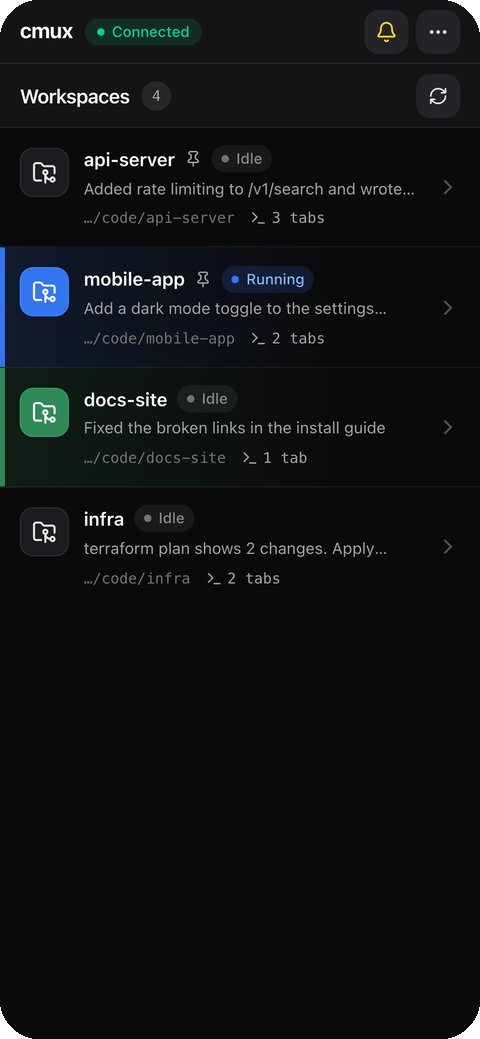 cmux Connected
Workspaces 4
api-server Idle
Added rate limiting to /v1/search and wrote...
…/code/api-server >_ 3 tabs
mobile-app Running
Add a dark mode toggle to the settings...
…/code/mobile-app >_ 2 tabs
docs-site Idle
Fixed the broken links in the install guide
…/code/docs-site >_ 1 tab
infra Idle
terraform plan shows 2 changes. Apply...
…/code/infra >_ 2 tabs